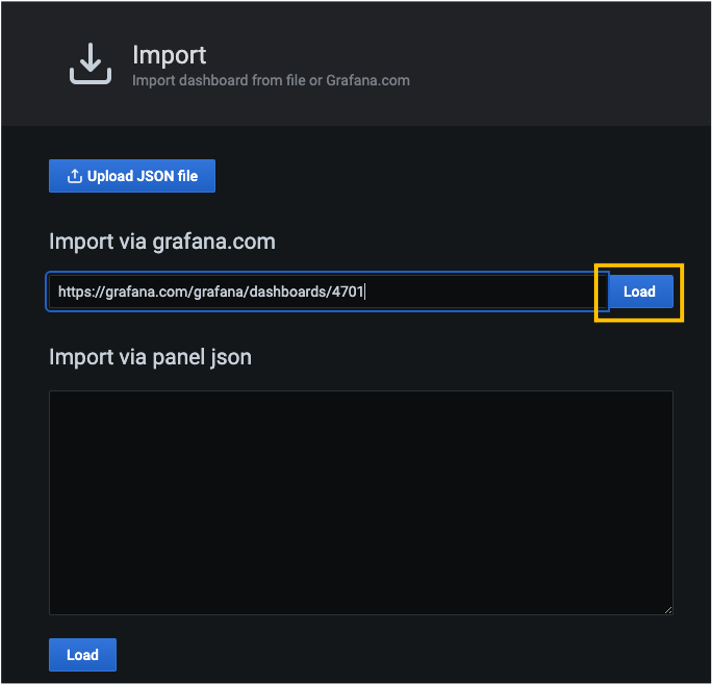 Import
Import dashboard from file or Grafana.com
Upload JSON file
Import via grafana.com
https://grafana.com/grafana/dashboards/4701
Load
Import via panel json
Load